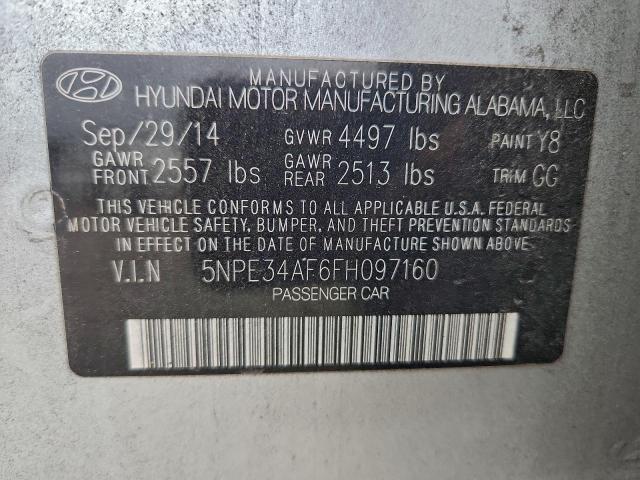 MANUFACTURED BY
HYUNDAI MOTOR MANUFACTURING ALABAMA, LLC
Sep/29/14 GVWR 4497 lbs PAINT Y8
GAWR FRONT 2557 lbs GAWR REAR 2513 lbs TRIM GG
THIS VEHICLE CONFORMS TO ALL APPLICABLE U.S.A. FEDERAL
MOTOR VEHICLE SAFETY, BUMPER, AND THEFT PREVENTION STANDARDS
IN EFFECT ON THE DATE OF MANUFACTURE SHOWN ABOVE.
V.I.N 5NPE34AF6FH097160
PASSENGER CAR